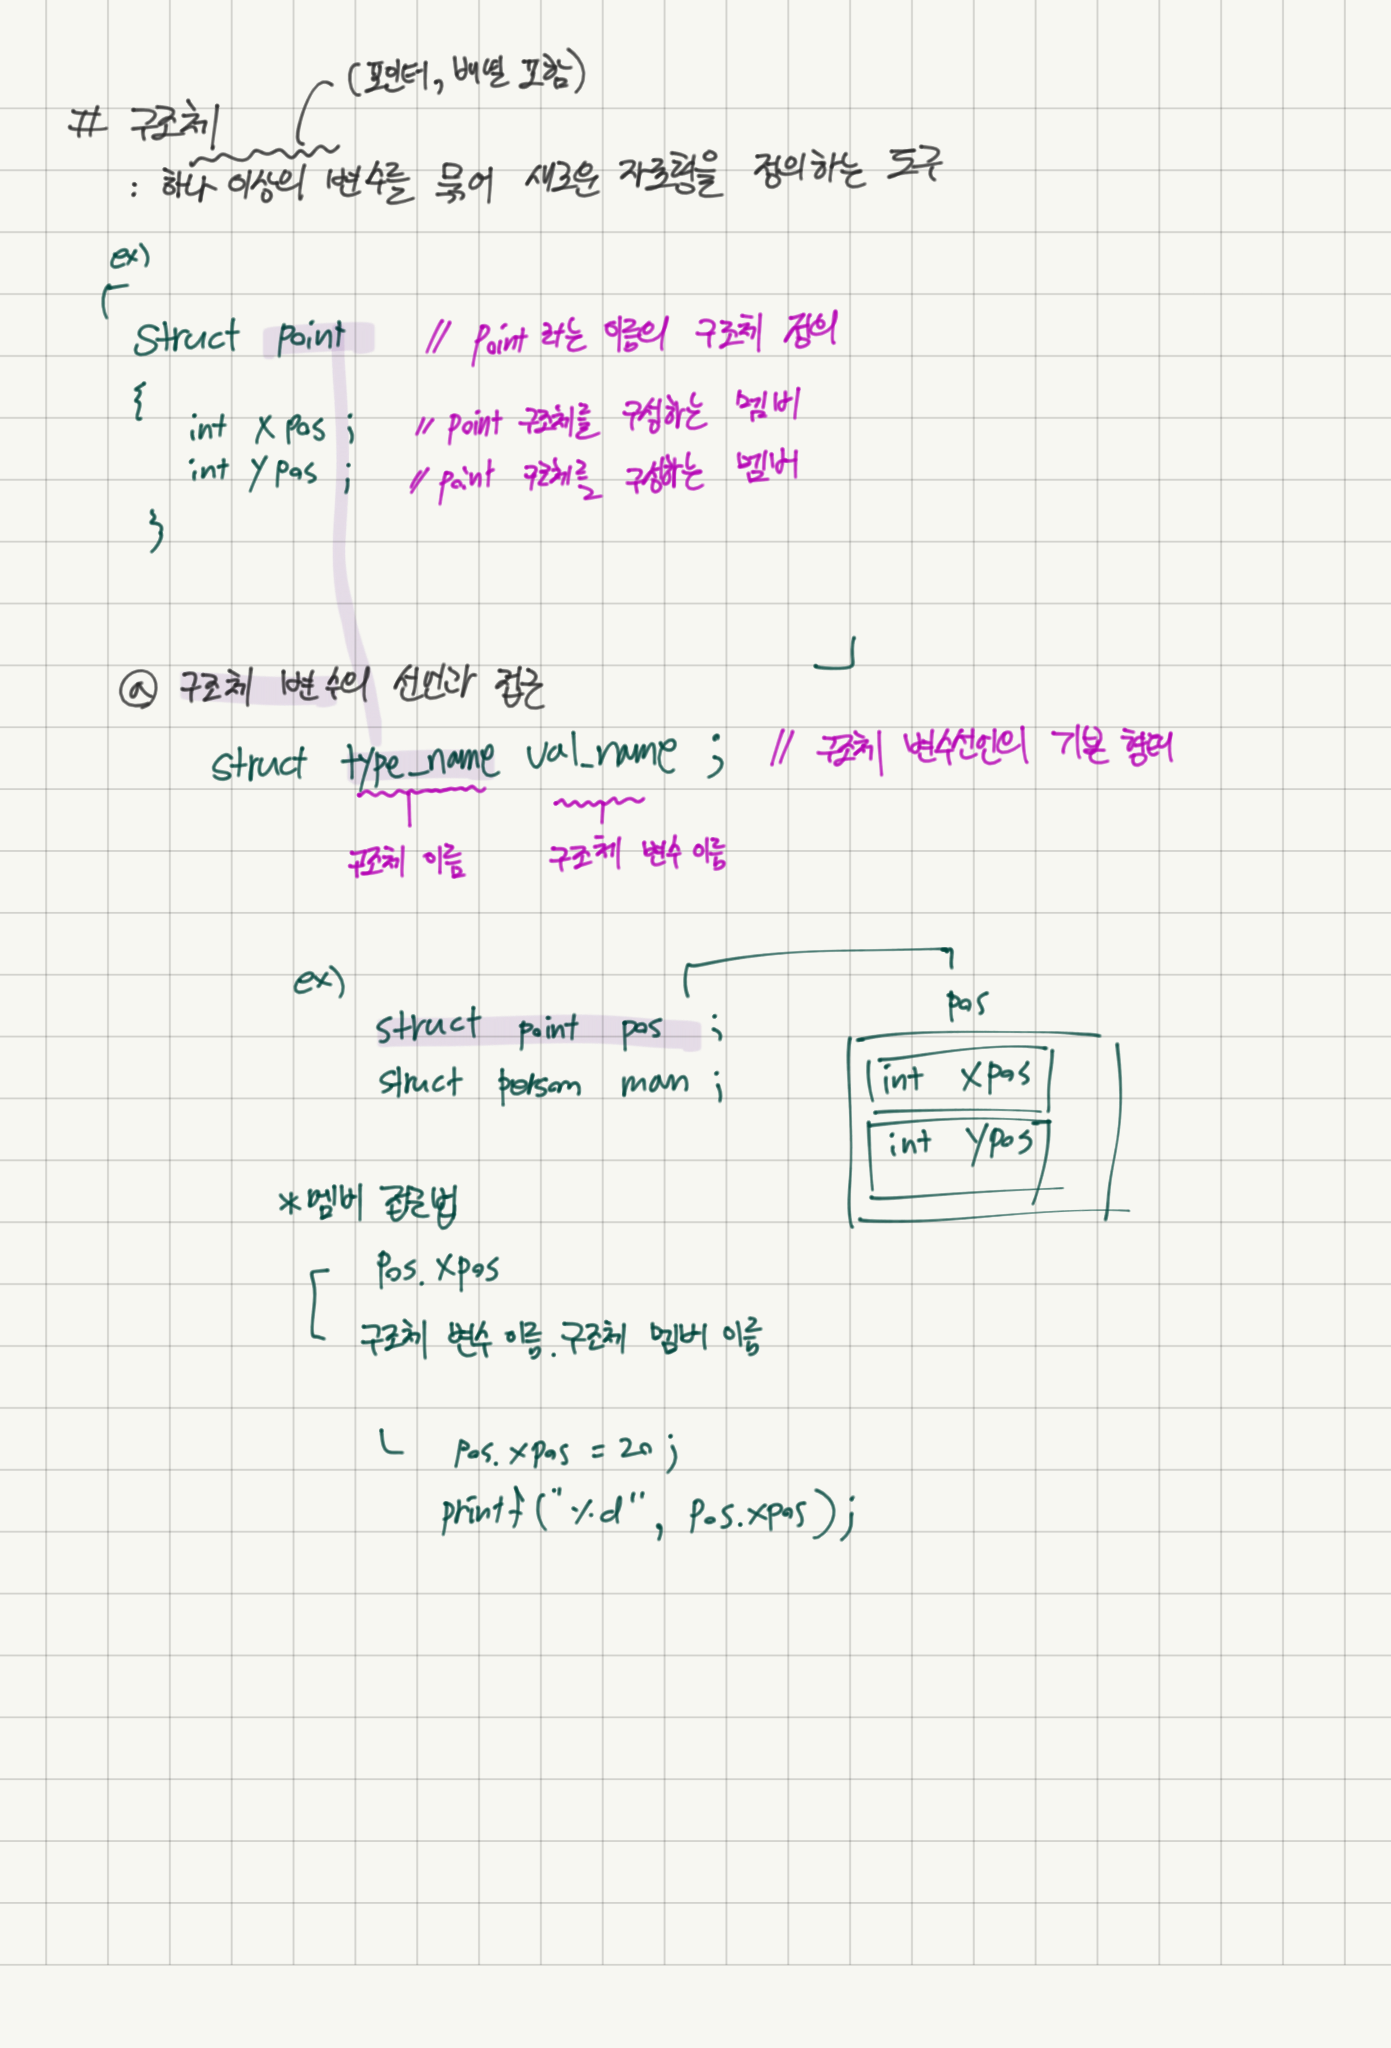 (포인터, 배열 포함)
# 구조체
: 하나 이상의 변수를 묶어 새로운 자료형을 정의하는 도구
ex)
struct point // point 라는 이름의 구조체 정의
{
int xpos ; // point 구조체를 구성하는 멤버
int ypos ; // point 구조체를 구성하는 멤버
}
ⓐ 구조체 변수의 선언과 접근
struct type_name val_name ; // 구조체 변수선언의 기본 형태
구조체 이름 구조체 변수 이름
ex)
pos
struct point pos ;
struct person man ;
int xpos
int ypos
*멤버 접근법
pos.xpos
구조체 변수 이름.구조체 멤버 이름
pos.xpos = 20 ;
printf("%d", pos.xpos);